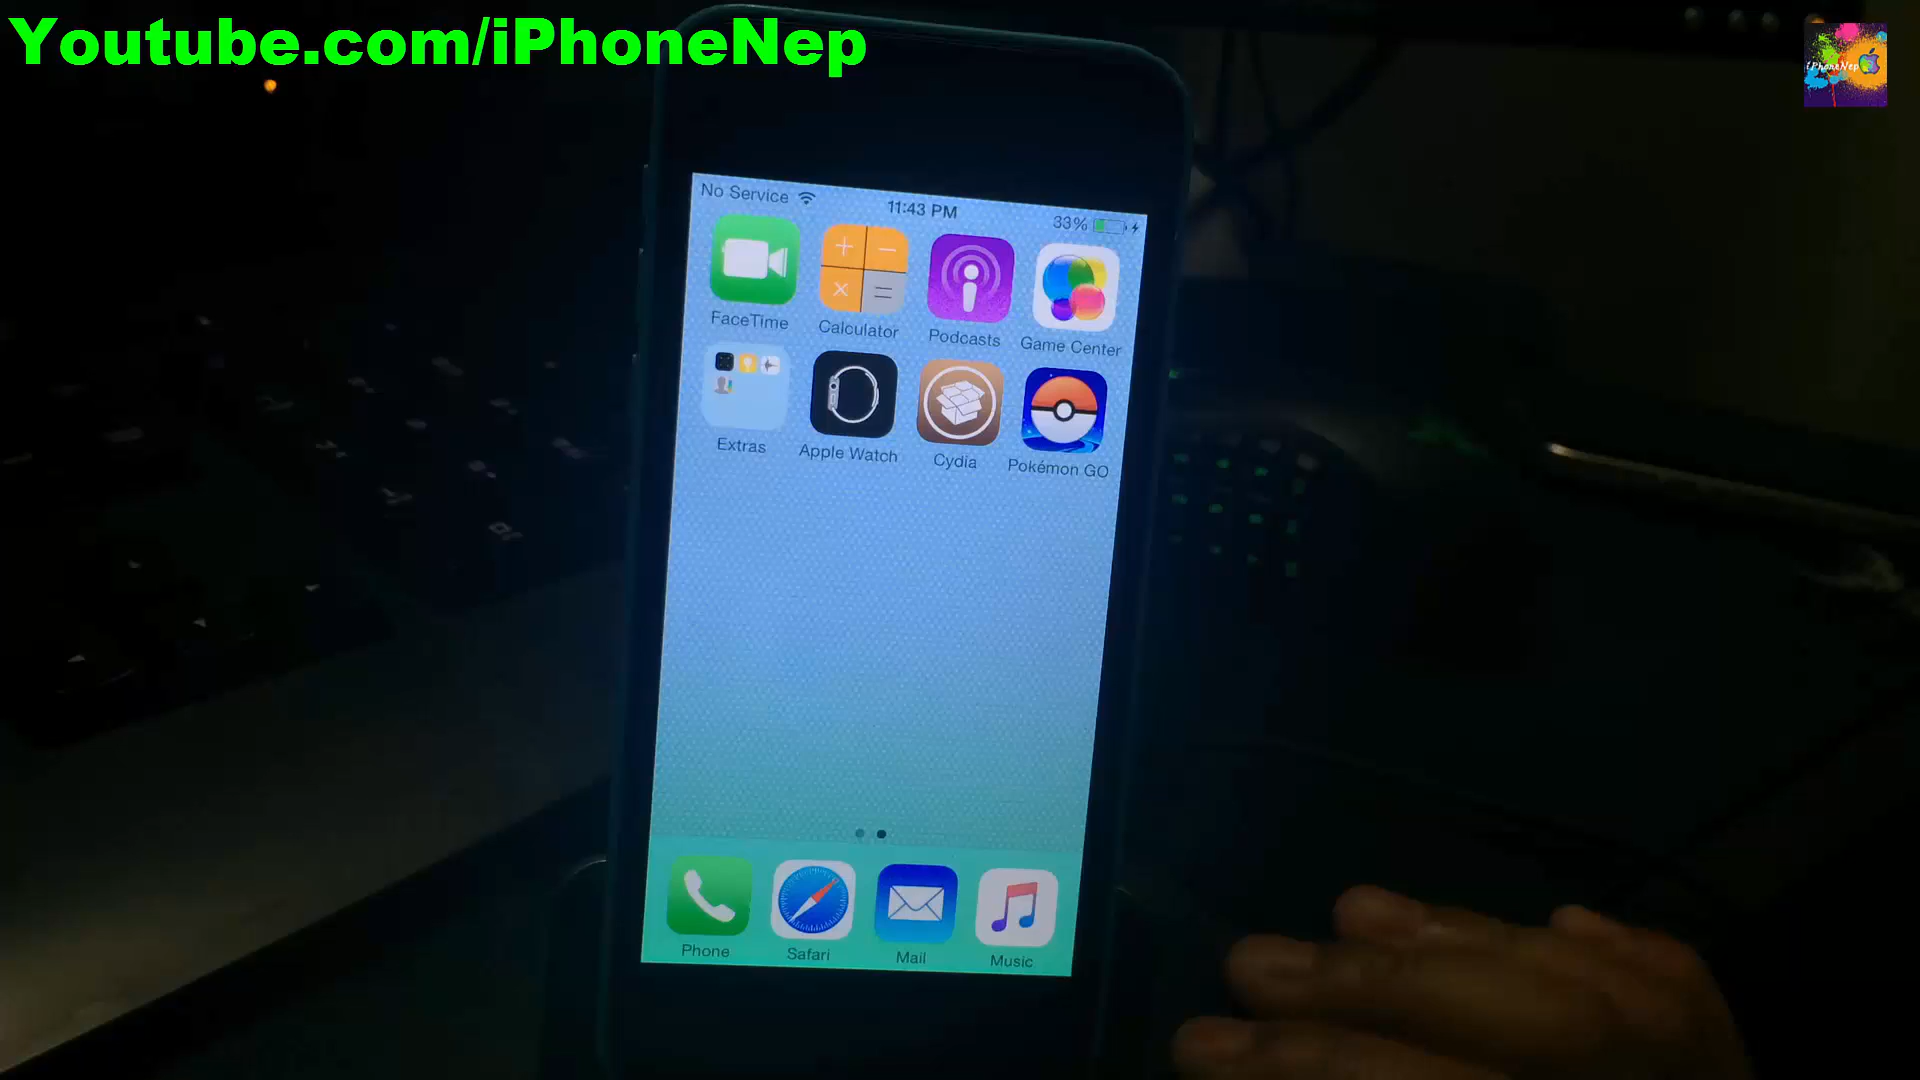 Youtube.com/iPhoneNep
iPhoneNep
No Service 11:43 PM 33%
FaceTime Calculator Podcasts Game Center
Extras Apple Watch Cydia Pokémon GO
Phone Safari Mail Music